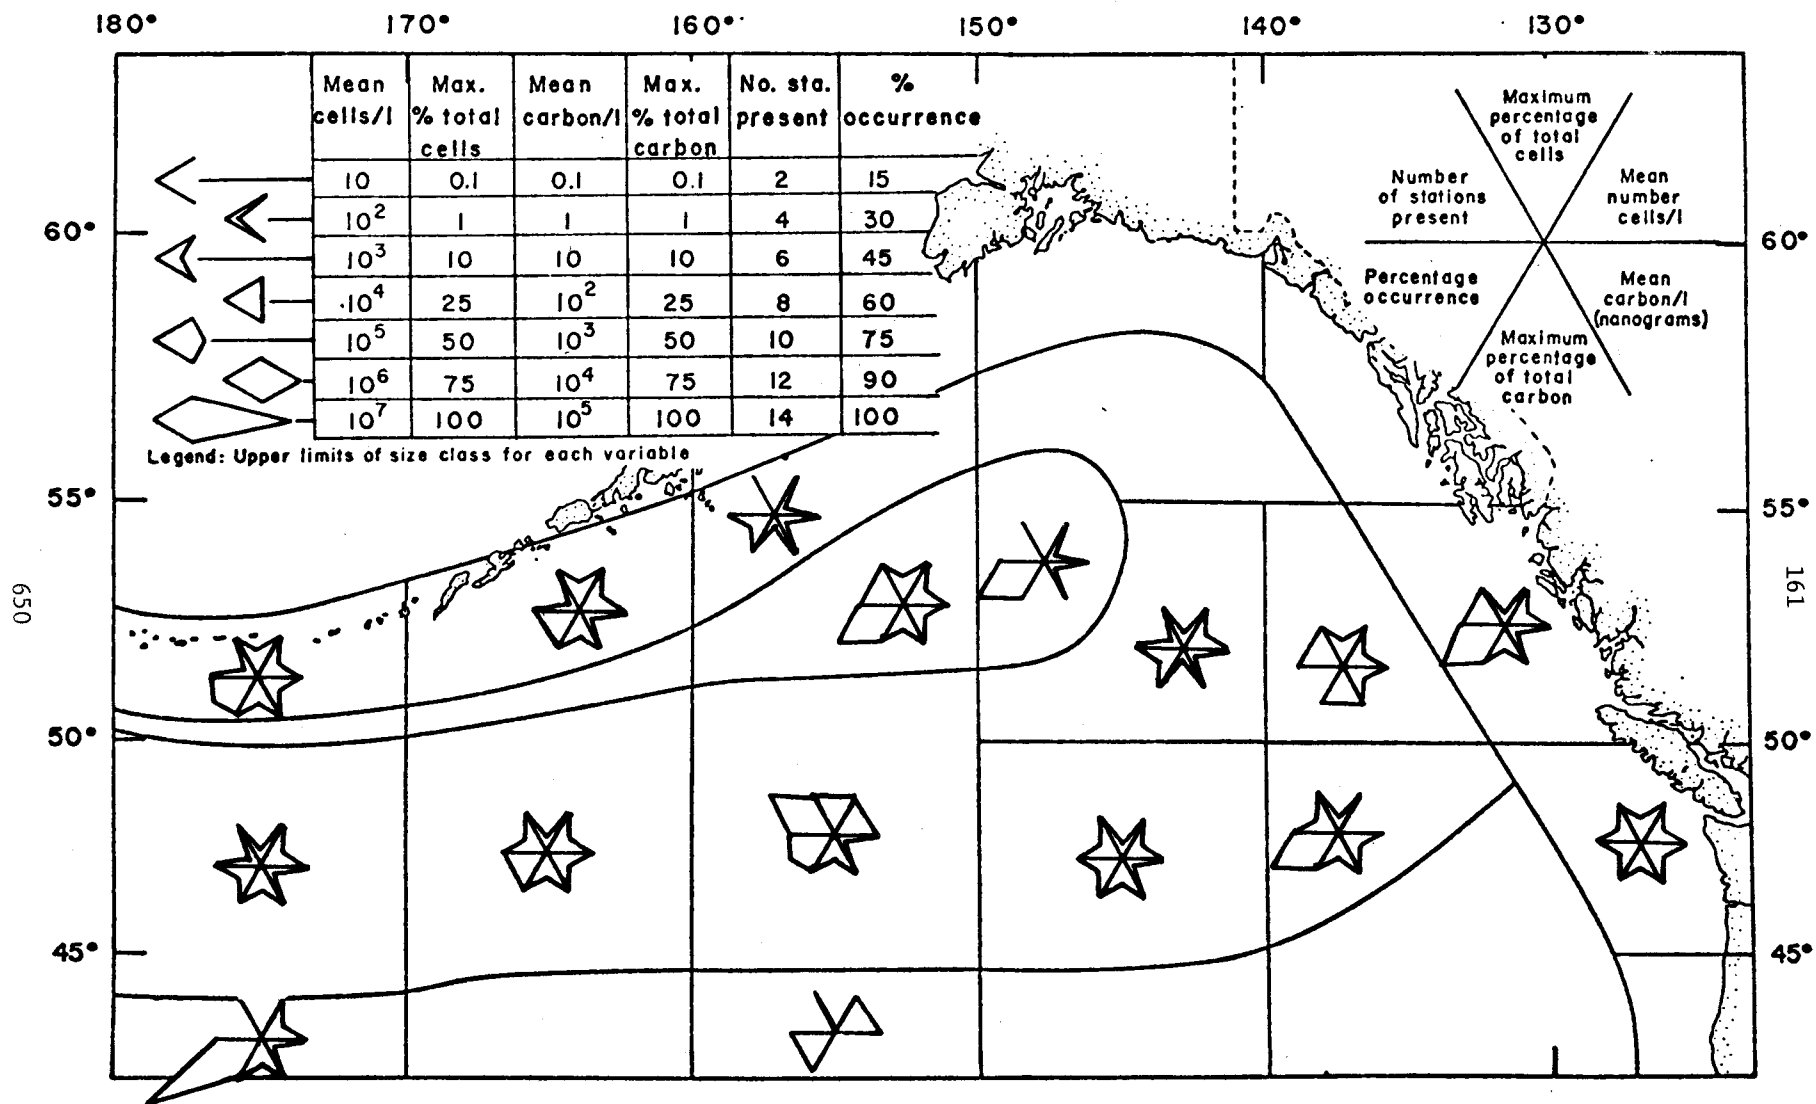 180° 170° 160° 150° 140° 130°
Mean cells/l Max. % total cells Mean carbon/l Max. % total carbon No. sta. present % occurrence
10 0.1 0.1 0.1 2 15
10² 1 1 1 4 30
10³ 10 10 10 6 45
10⁴ 25 10² 25 8 60
10⁵ 50 10³ 50 10 75
10⁶ 75 10⁴ 75 12 90
10⁷ 100 10⁵ 100 14 100
Legend: Upper limits of size class for each variable
Maximum
percentage
of total
cells
Number
of stations
present
Mean
number
cells/l
Percentage
occurrence
Mean
carbon/l
(nanograms)
Maximum
percentage
of total
carbon
60° 60°
55° 55°
50° 50°
45° 45°
650
161